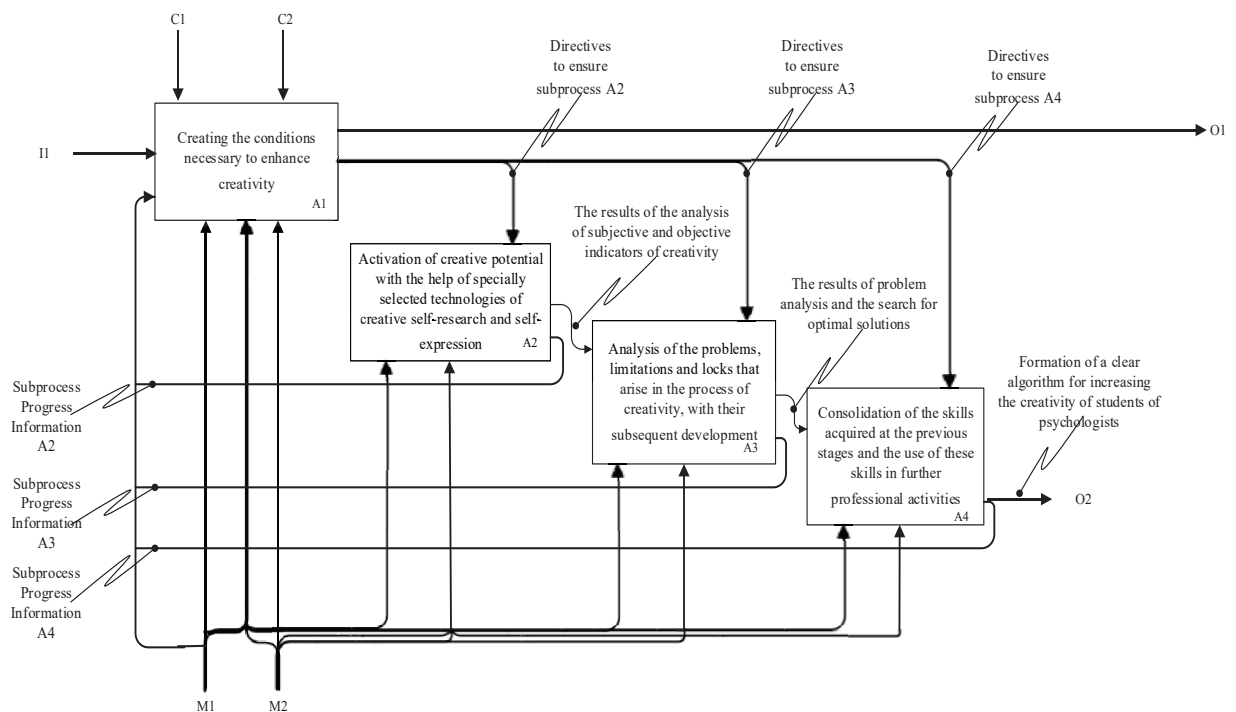 C1
C2
Directives
to ensure
subprocess A2
Directives
to ensure
subprocess A3
Directives
to ensure
subprocess A4
I1
Creating the conditions
necessary to enhance
creativity
A1
O1
The results of the analysis
of subjective and objective
indicators of creativity
Activation of creative potential
with the help of specially
selected technologies of
creative self-research and self-
expression
A2
The results of problem
analysis and the search for
optimal solutions
Analysis of the problems,
limitations and locks that
arise in the process of
creativity, with their
subsequent development
A3
Formation of a clear
algorithm for increasing
the creativity of students of
psychologists
Consolidation of the skills
acquired at the previous
stages and the use of these
skills in further
professional activities
A4
O2
Subprocess
Progress
Information
A2
Subprocess
Progress
Information
A3
Subprocess
Progress
Information
A4
M1
M2